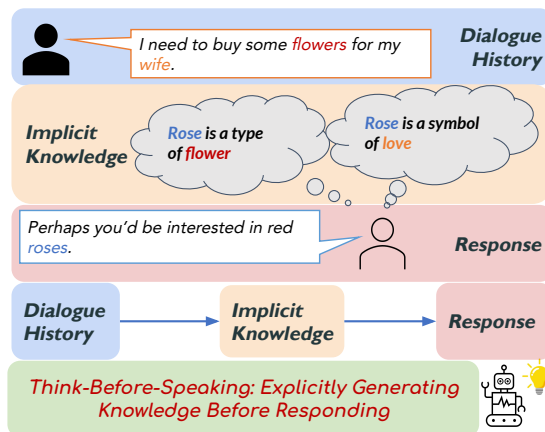 I need to buy some flowers for my
wife.
Dialogue
History
Implicit
Knowledge
Rose is a type
of flower
Rose is a symbol
of love
Perhaps you'd be interested in red
roses.
Response
Dialogue
History
Implicit
Knowledge
Response
Think-Before-Speaking: Explicitly Generating
Knowledge Before Responding